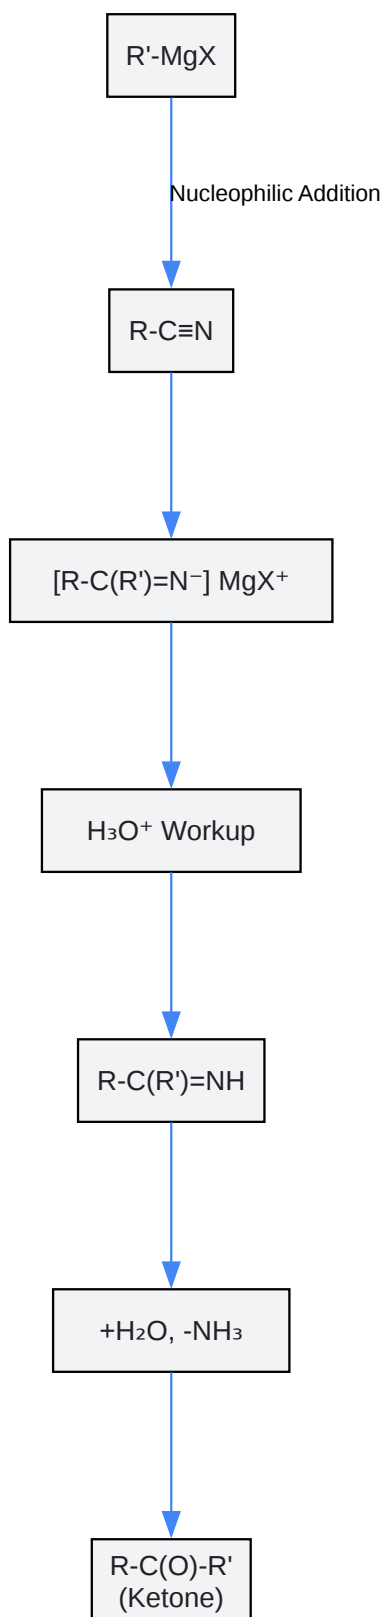 R'-MgX
Nucleophilic Addition
R-C≡N
[R-C(R')=N⁻] MgX⁺
H₃O⁺ Workup
R-C(R')=NH
+H₂O, -NH₃
R-C(O)-R'
(Ketone)